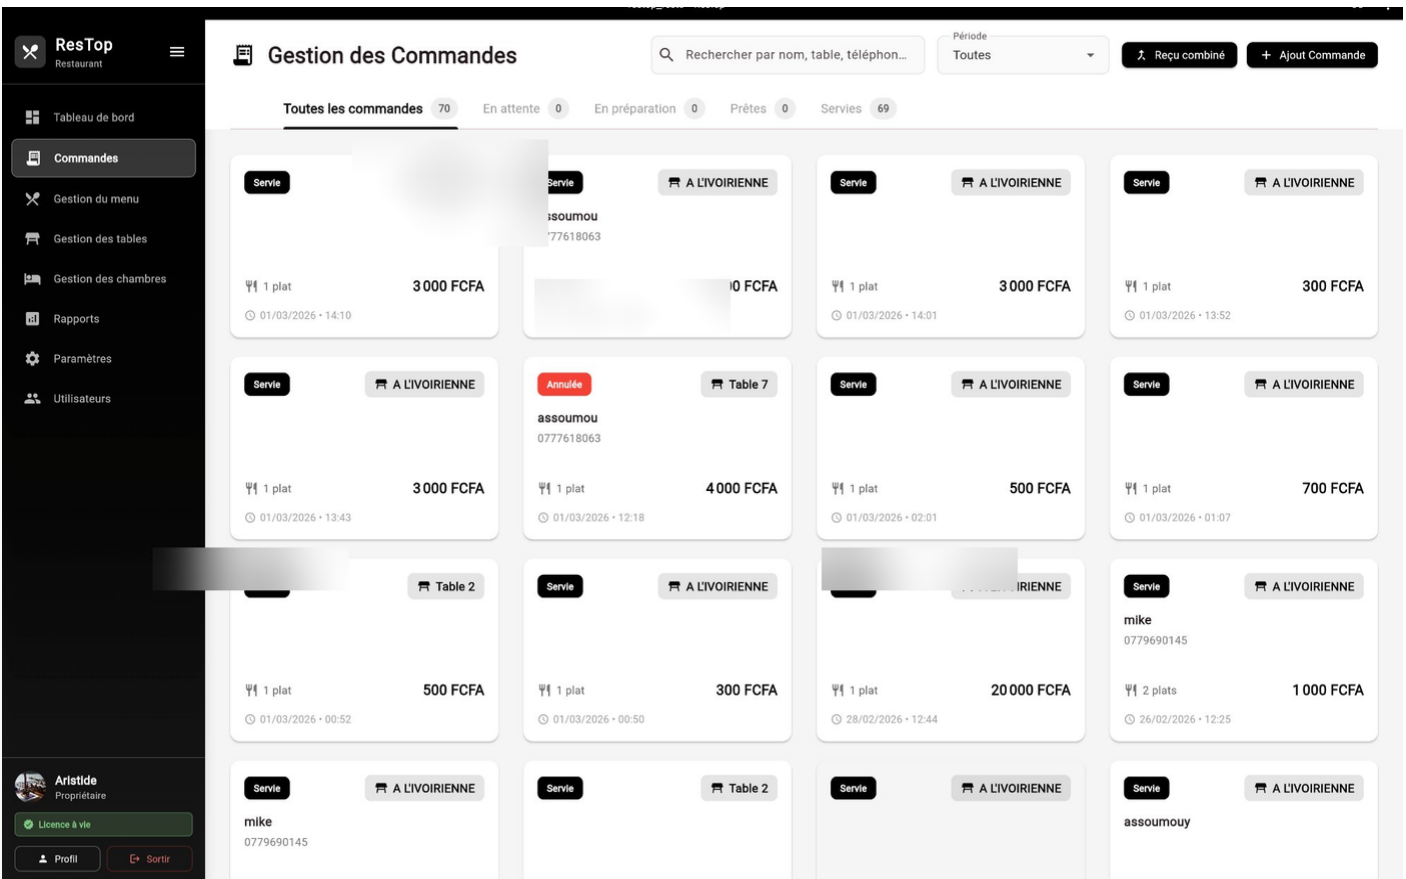 ResTop
Restaurant
Tableau de bord
Commandes
Gestion du menu
Gestion des tables
Gestion des chambres
Rapports
Paramètres
Utilisateurs
Aristide
Propriétaire
Licence à vie
Profil
Sortir
Gestion des Commandes
Rechercher par nom, table, téléphon...
Période
Toutes
Reçu combiné
+ Ajout Commande
Toutes les commandes 70
En attente 0
En préparation 0
Prêtes 0
Servies 69
Servie
1 plat
3 000 FCFA
01/03/2026 • 14:10
Servie
A L'IVOIRIENNE
ssoumou
777618063
FCFA
Servie
A L'IVOIRIENNE
1 plat
3 000 FCFA
01/03/2026 • 14:01
Servie
A L'IVOIRIENNE
1 plat
300 FCFA
01/03/2026 • 13:52
Servie
A L'IVOIRIENNE
1 plat
3 000 FCFA
01/03/2026 • 13:43
Annulée
Table 7
assoumou
0777618063
1 plat
4 000 FCFA
01/03/2026 • 12:18
Servie
A L'IVOIRIENNE
1 plat
500 FCFA
01/03/2026 • 02:01
Servie
A L'IVOIRIENNE
1 plat
700 FCFA
01/03/2026 • 01:07
Table 2
1 plat
500 FCFA
01/03/2026 • 00:52
Servie
A L'IVOIRIENNE
1 plat
300 FCFA
01/03/2026 • 00:50
1 plat
20 000 FCFA
28/02/2026 • 12:44
Servie
A L'IVOIRIENNE
mike
0779690145
2 plats
1 000 FCFA
26/02/2026 • 12:25
Servie
A L'IVOIRIENNE
mike
0779690145
Servie
Table 2
Servie
A L'IVOIRIENNE
Servie
A L'IVOIRIENNE
assoumouy